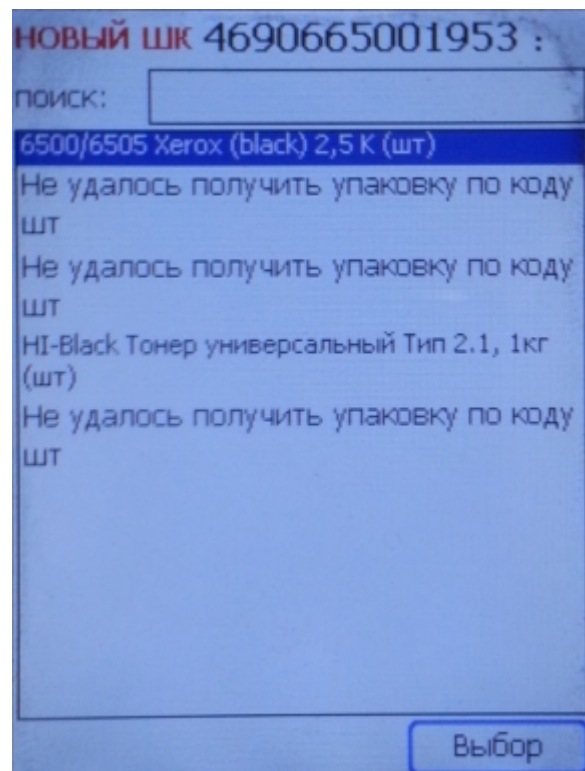 новый шк 4690665001953 :
поиск:
6500/6505 Xerox (black) 2,5 K (шт)
Не удалось получить упаковку по коду
шт
Не удалось получить упаковку по коду
шт
HI-Black Тонер универсальный Тип 2.1, 1кг
(шт)
Не удалось получить упаковку по коду
шт
Выбор